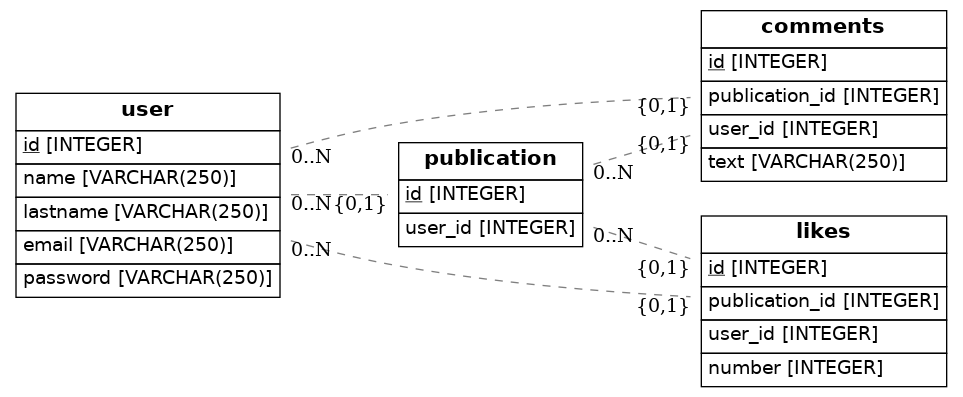 user
id [INTEGER]
name [VARCHAR(250)]
lastname [VARCHAR(250)]
email [VARCHAR(250)]
password [VARCHAR(250)]
0..N
0..N
{0,1}
0..N
publication
id [INTEGER]
user_id [INTEGER]
{0,1}
{0,1}
0..N
0..N
{0,1}
{0,1}
comments
id [INTEGER]
publication_id [INTEGER]
user_id [INTEGER]
text [VARCHAR(250)]
likes
id [INTEGER]
publication_id [INTEGER]
user_id [INTEGER]
number [INTEGER]